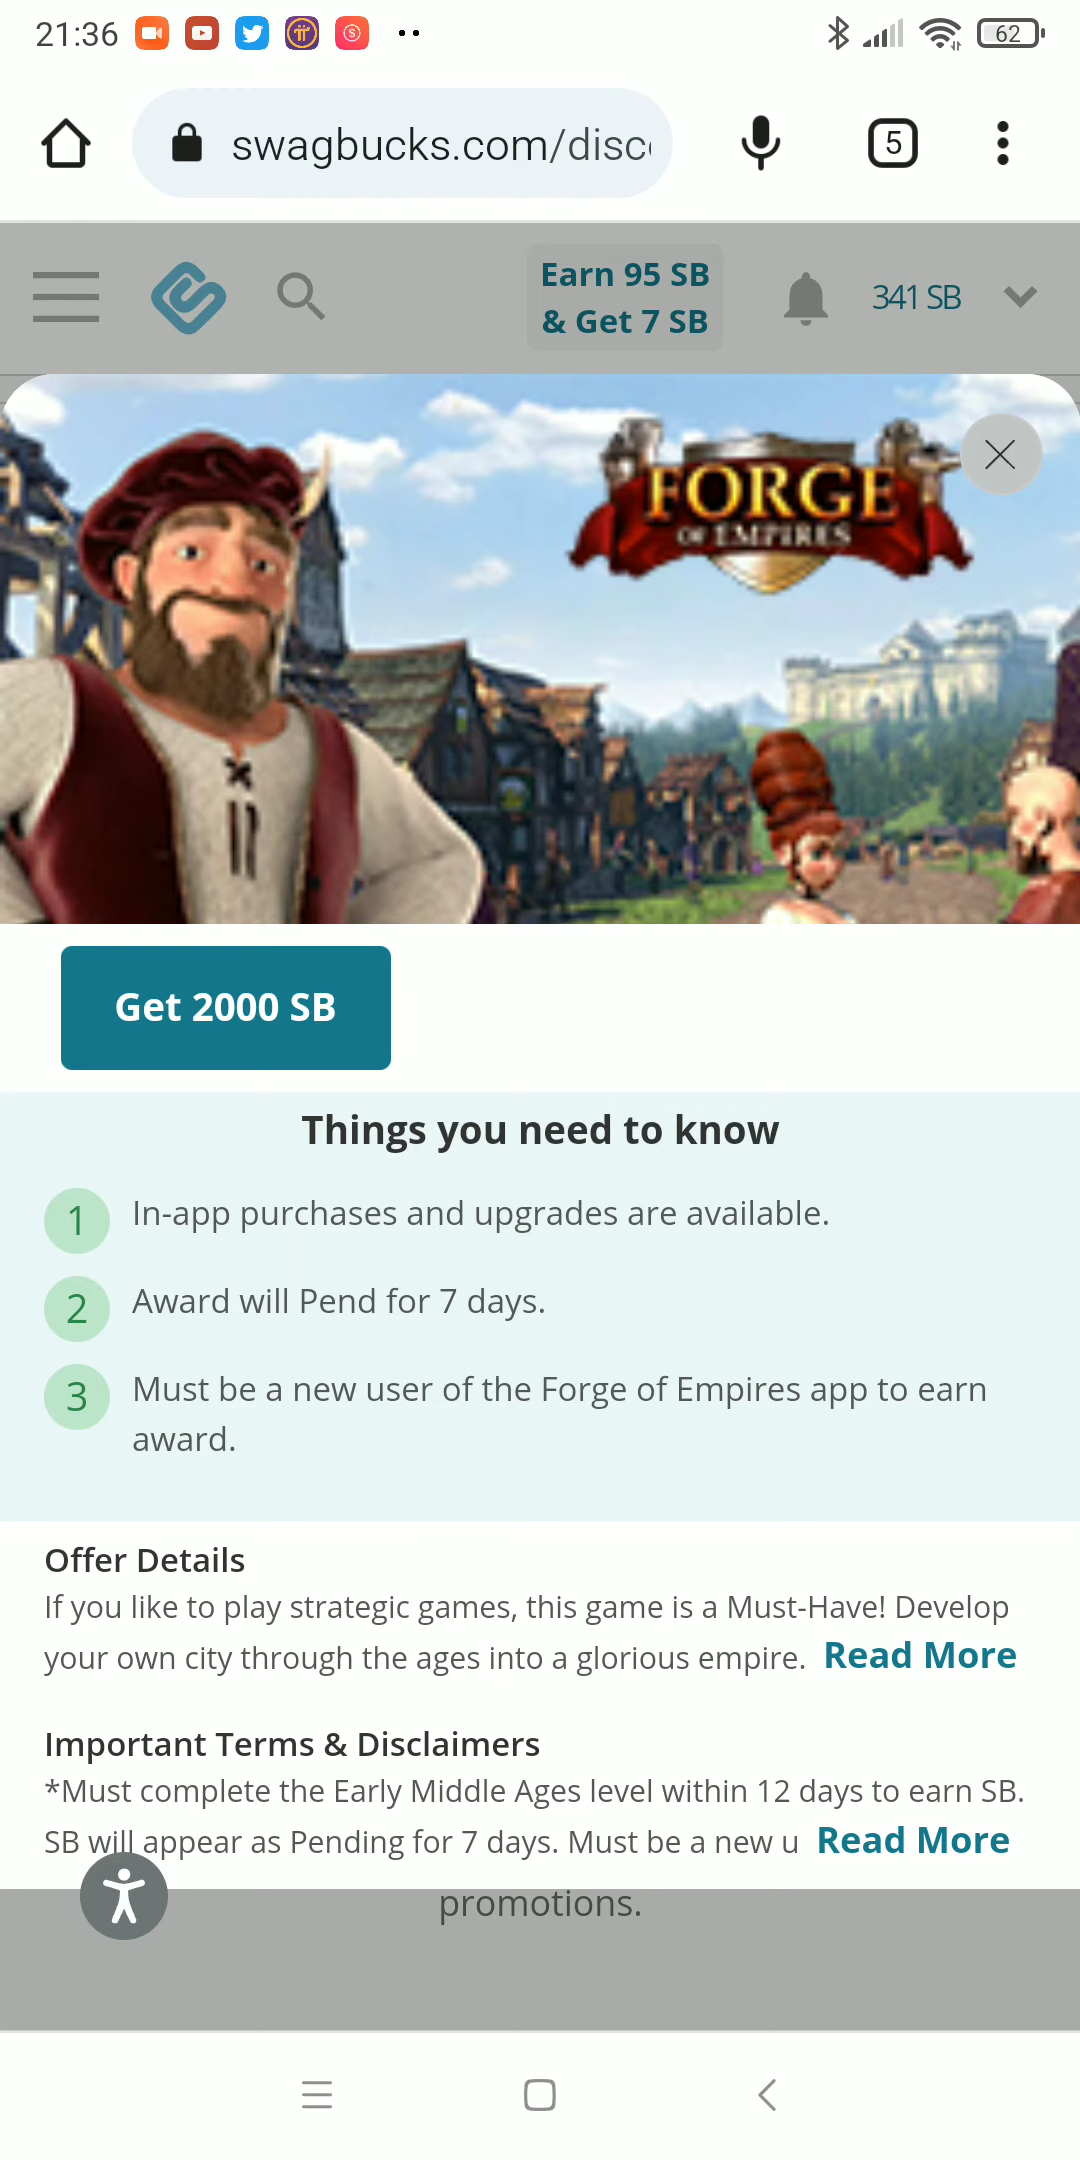 21:36
62
swagbucks.com/disc
5
Earn 95 SB
& Get 7 SB
341 SB
FORGE
OF EMPIRES
Get 2000 SB
Things you need to know
1 In-app purchases and upgrades are available.
2 Award will Pend for 7 days.
3 Must be a new user of the Forge of Empires app to earn
award.
Offer Details
If you like to play strategic games, this game is a Must-Have! Develop
your own city through the ages into a glorious empire. Read More
Important Terms & Disclaimers
*Must complete the Early Middle Ages level within 12 days to earn SB.
SB will appear as Pending for 7 days. Must be a new u Read More
promotions.